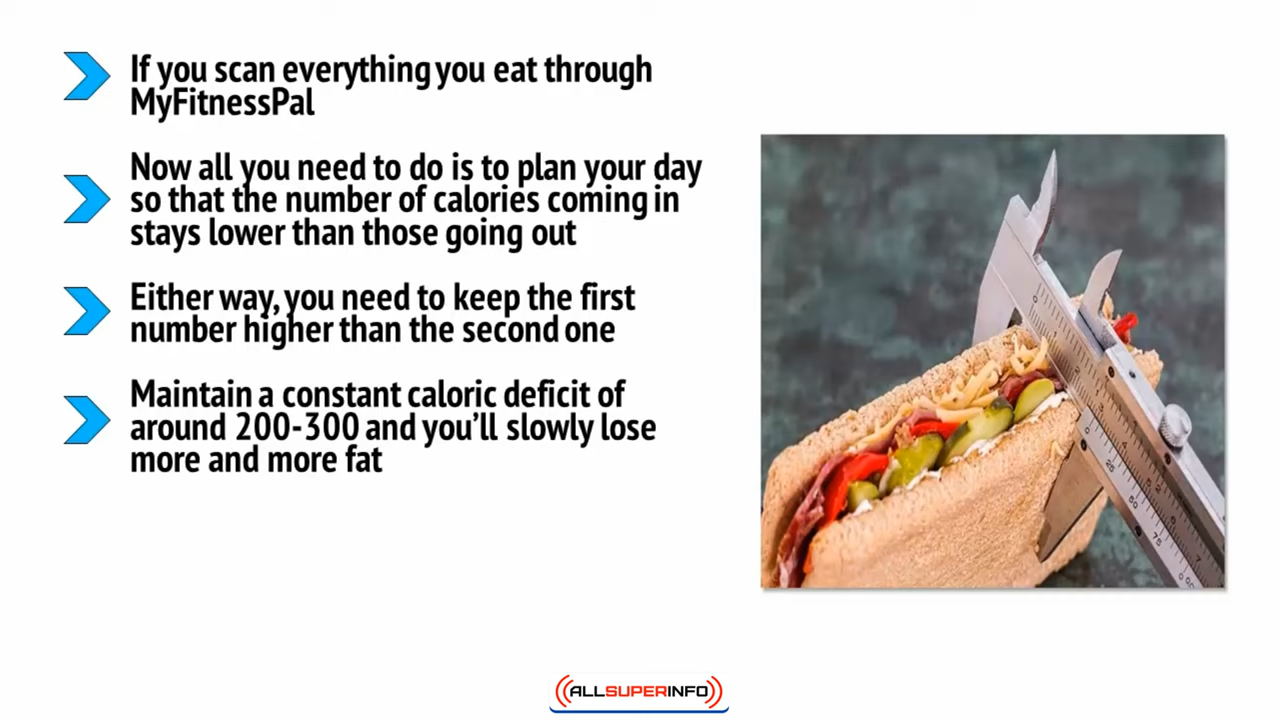 If you scan everything you eat through
MyFitnessPal
Now all you need to do is to plan your day
so that the number of calories coming in
stays lower than those going out
Either way, you need to keep the first
number higher than the second one
Maintain a constant caloric deficit of
around 200-300 and you'll slowly lose
more and more fat
ALLSUPERINFO